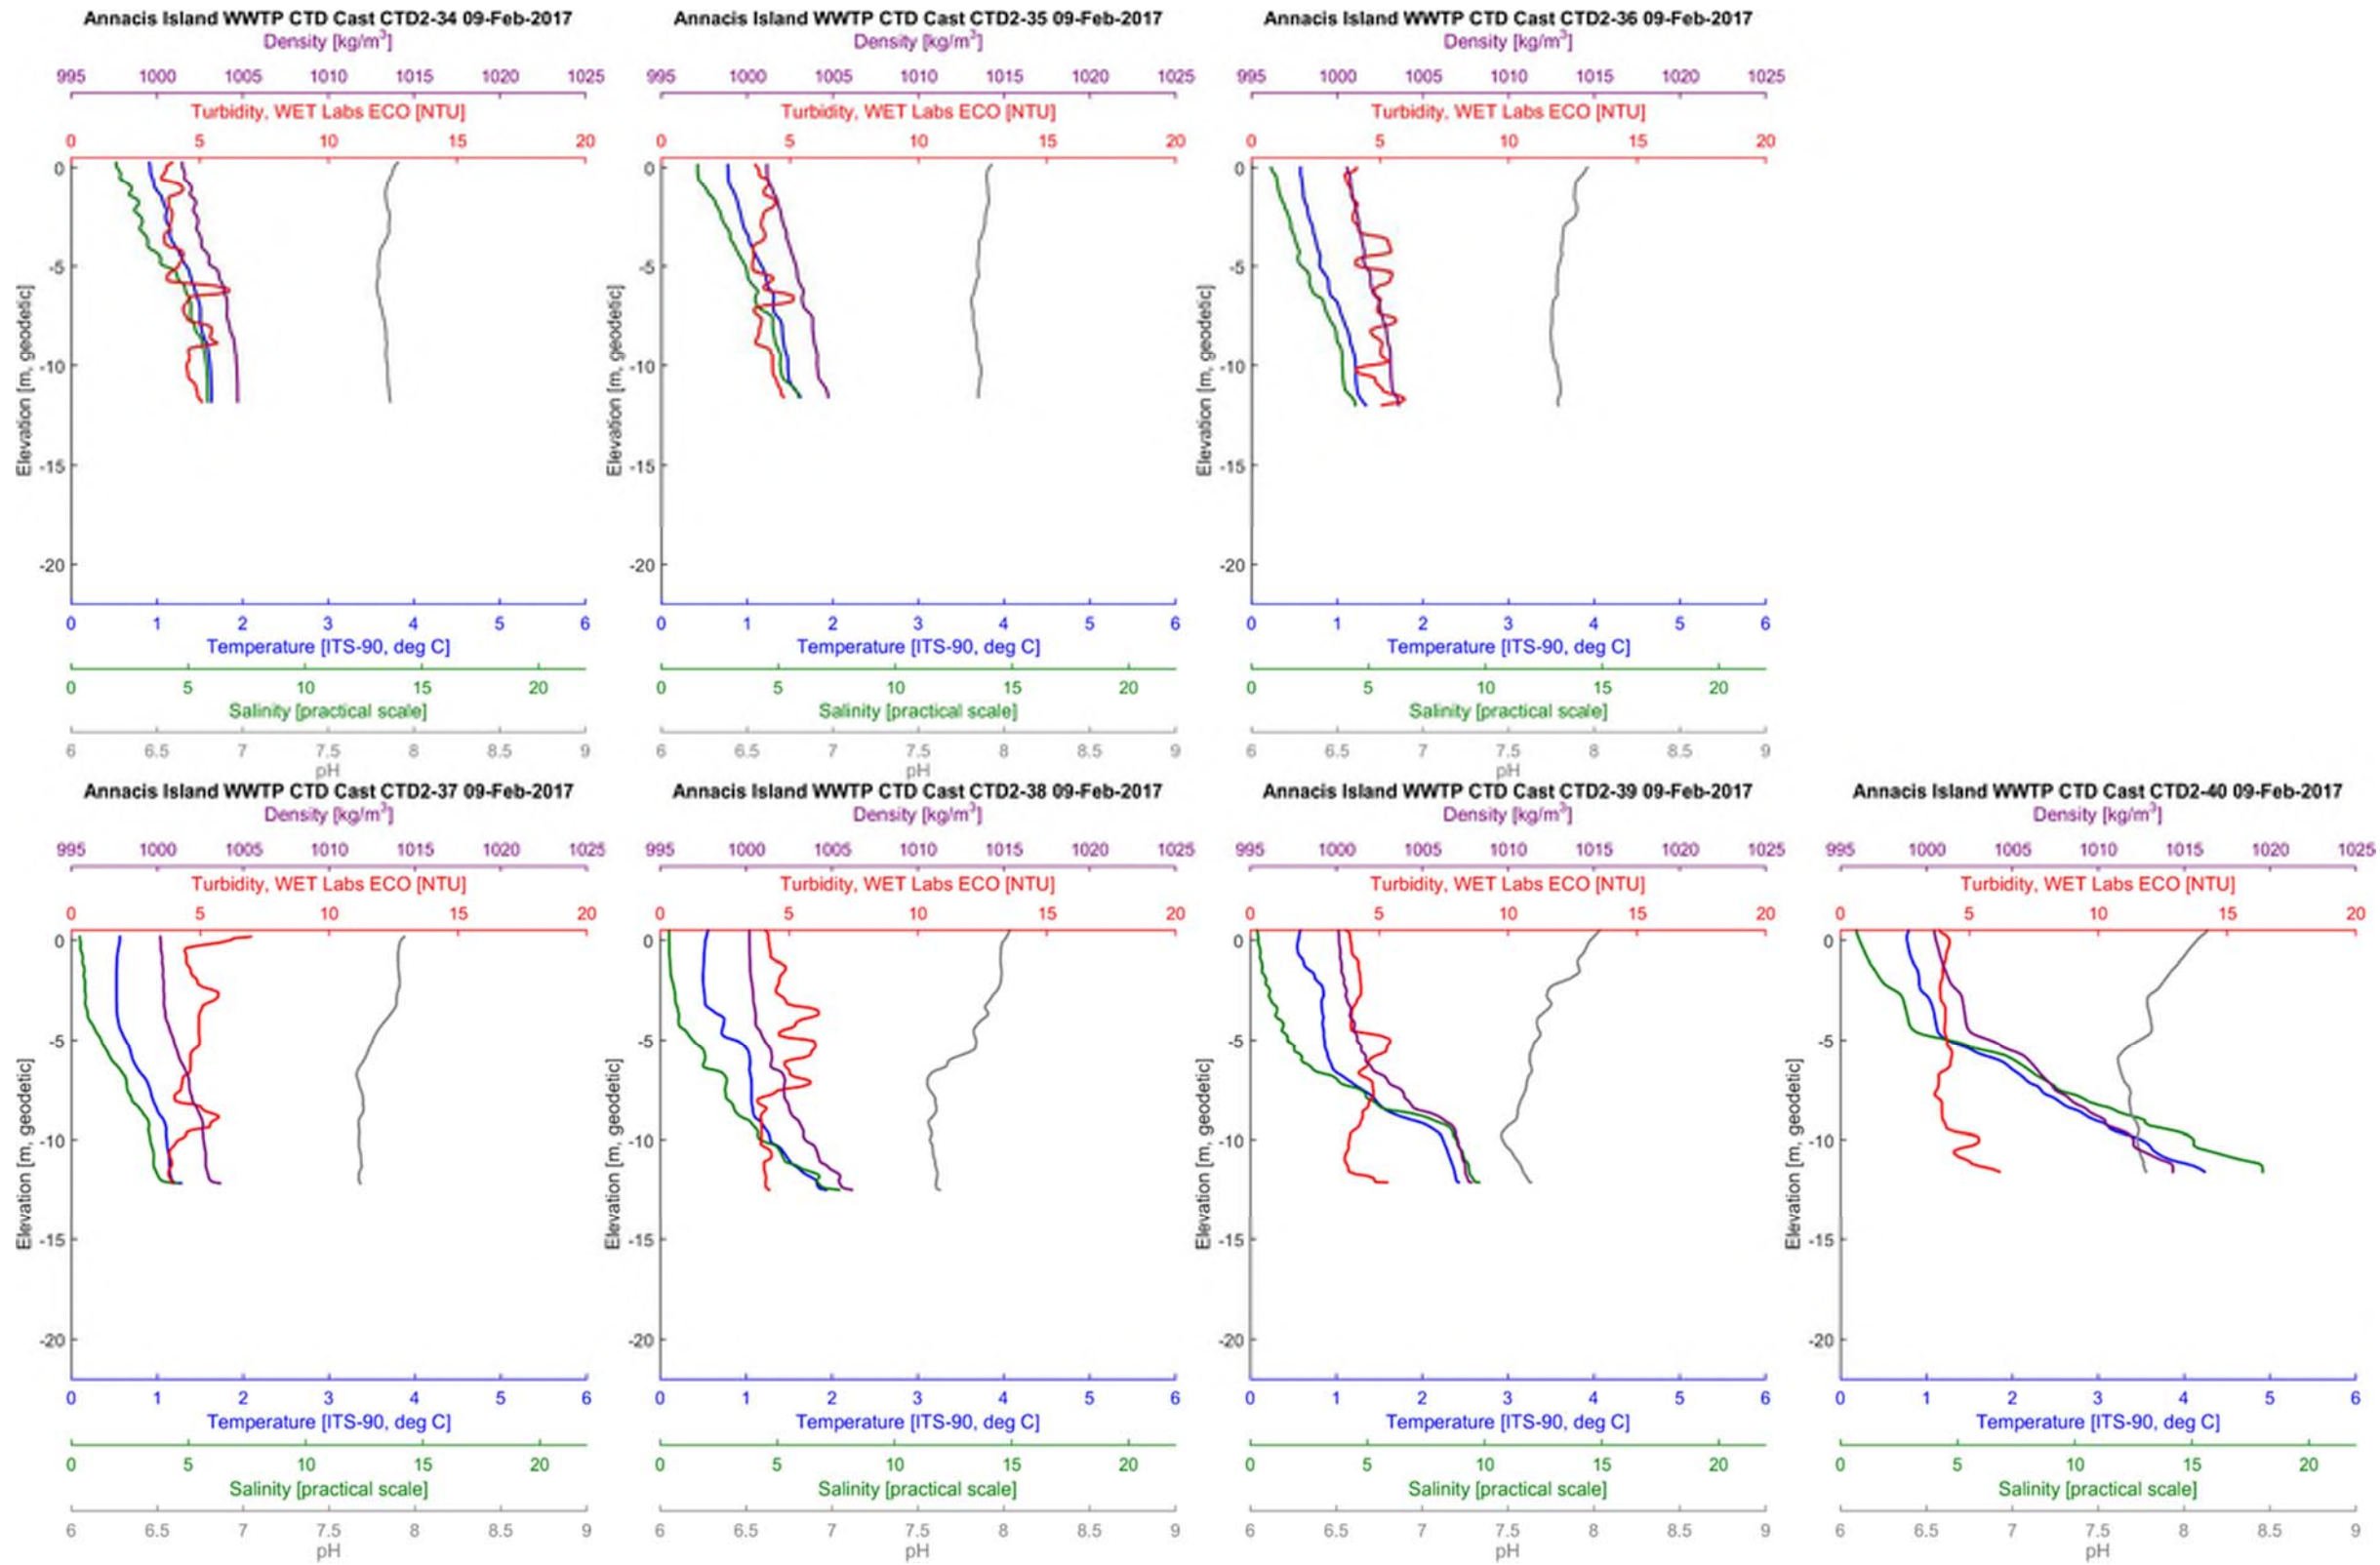 Annacis Island WWTP CTD Cast CTD2-34 09-Feb-2017
Density [kg/m³]
995 1000 1005 1010 1015 1020 1025
Turbidity, WET Labs ECO [NTU]
0 5 10 15 20
Elevation [m, geodetic]
0
-5
-10
-15
-20
0 1 2 3 4 5 6
Temperature [ITS-90, deg C]
0 5 10 15 20
Salinity [practical scale]
6 6.5 7 7.5 8 8.5 9
pH
Annacis Island WWTP CTD Cast CTD2-35 09-Feb-2017
Density [kg/m³]
995 1000 1005 1010 1015 1020 1025
Turbidity, WET Labs ECO [NTU]
0 5 10 15 20
Elevation [m, geodetic]
0
-5
-10
-15
-20
0 1 2 3 4 5 6
Temperature [ITS-90, deg C]
0 5 10 15 20
Salinity [practical scale]
6 6.5 7 7.5 8 8.5 9
pH
Annacis Island WWTP CTD Cast CTD2-36 09-Feb-2017
Density [kg/m³]
995 1000 1005 1010 1015 1020 1025
Turbidity, WET Labs ECO [NTU]
0 5 10 15 20
Elevation [m, geodetic]
0
-5
-10
-15
-20
0 1 2 3 4 5 6
Temperature [ITS-90, deg C]
0 5 10 15 20
Salinity [practical scale]
6 6.5 7 7.5 8 8.5 9
pH
Annacis Island WWTP CTD Cast CTD2-37 09-Feb-2017
Density [kg/m³]
995 1000 1005 1010 1015 1020 1025
Turbidity, WET Labs ECO [NTU]
0 5 10 15 20
Elevation [m, geodetic]
0
-5
-10
-15
-20
0 1 2 3 4 5 6
Temperature [ITS-90, deg C]
0 5 10 15 20
Salinity [practical scale]
6 6.5 7 7.5 8 8.5 9
pH
Annacis Island WWTP CTD Cast CTD2-38 09-Feb-2017
Density [kg/m³]
995 1000 1005 1010 1015 1020 1025
Turbidity, WET Labs ECO [NTU]
0 5 10 15 20
Elevation [m, geodetic]
0
-5
-10
-15
-20
0 1 2 3 4 5 6
Temperature [ITS-90, deg C]
0 5 10 15 20
Salinity [practical scale]
6 6.5 7 7.5 8 8.5 9
pH
Annacis Island WWTP CTD Cast CTD2-39 09-Feb-2017
Density [kg/m³]
995 1000 1005 1010 1015 1020 1025
Turbidity, WET Labs ECO [NTU]
0 5 10 15 20
Elevation [m, geodetic]
0
-5
-10
-15
-20
0 1 2 3 4 5 6
Temperature [ITS-90, deg C]
0 5 10 15 20
Salinity [practical scale]
6 6.5 7 7.5 8 8.5 9
pH
Annacis Island WWTP CTD Cast CTD2-40 09-Feb-2017
Density [kg/m³]
995 1000 1005 1010 1015 1020 1025
Turbidity, WET Labs ECO [NTU]
0 5 10 15 20
Elevation [m, geodetic]
0
-5
-10
-15
-20
0 1 2 3 4 5 6
Temperature [ITS-90, deg C]
0 5 10 15 20
Salinity [practical scale]
6 6.5 7 7.5 8 8.5 9
pH